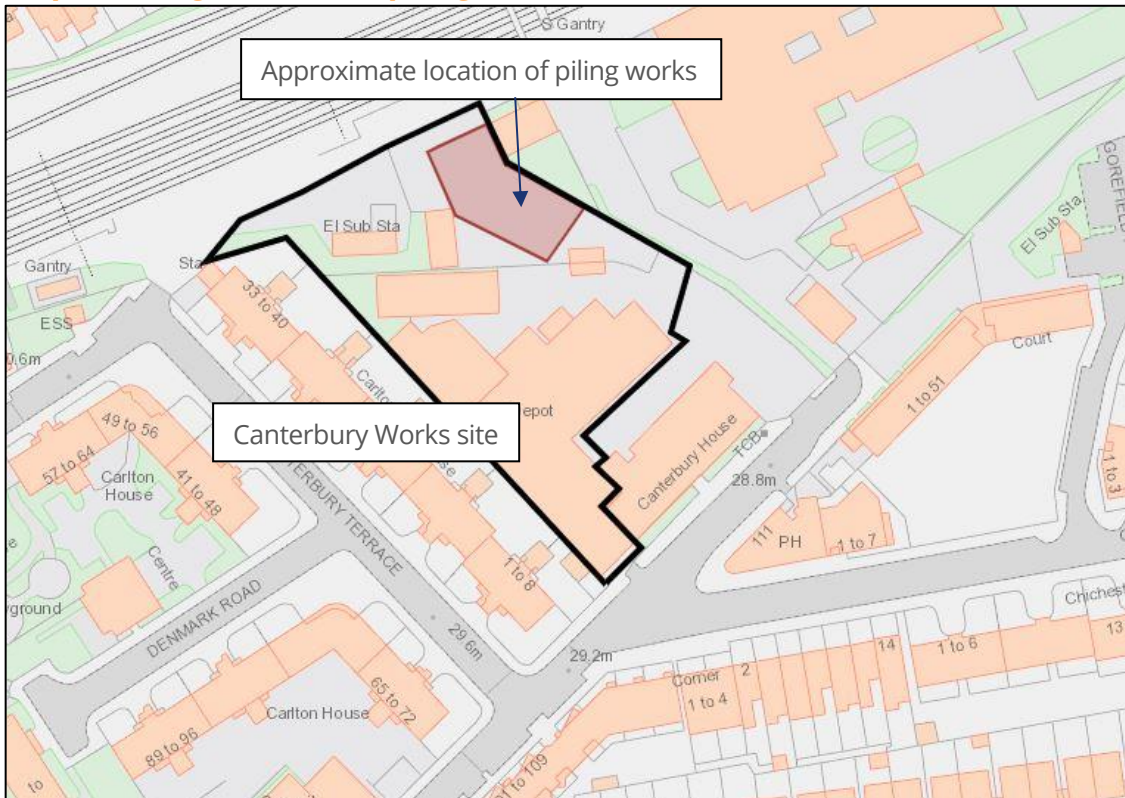 S Gantry
Approximate location of piling works
GOREFIELD
El Sub Sta
El Sub Sta
Gantry
Sta
ESS
33 to 40
Court
1 to 51
49 to 56
57 to 64
Carlton
House
41 to 48
Canterbury Works site
epot
Canterbury House
TCB
28.8m
1 to 3
TERBURY TERRACE
111
PH
1 to 7
1 to 8
Centre
DENMARK ROAD
29.6m
29.2m
Chichest
13
14
1 to 6
Corner
2
1 to 4
65 to 72
Carlton House
89 to 96
to